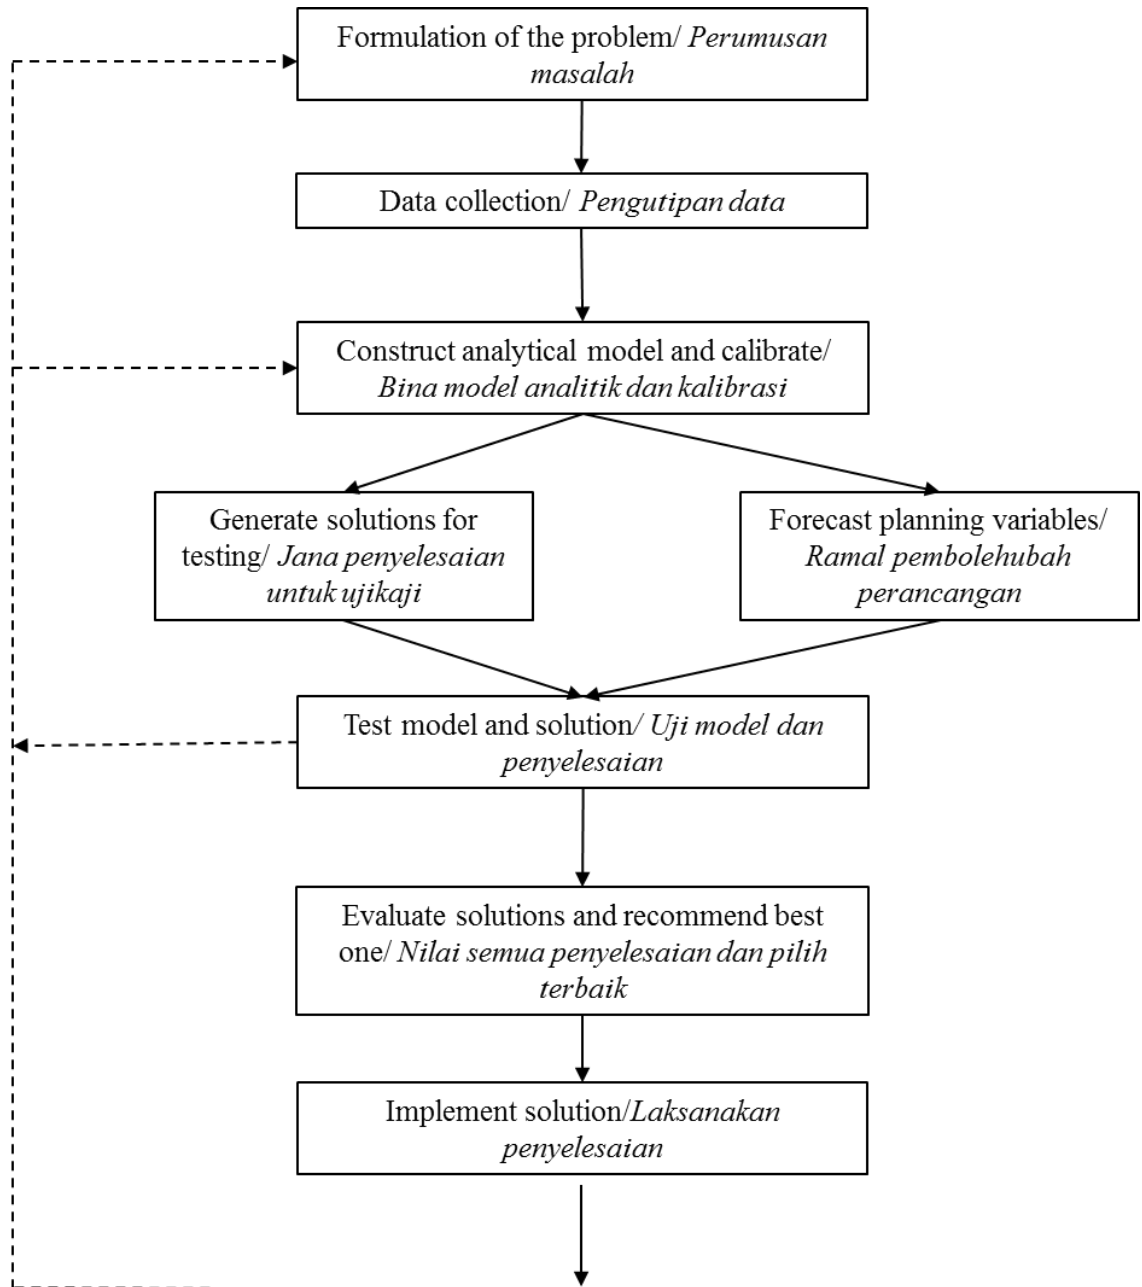 Formulation of the problem/ Perumusan
masalah
Data collection/ Pengutipan data
Construct analytical model and calibrate/
Bina model analitik dan kalibrasi
Generate solutions for
testing/ Jana penyelesaian
untuk ujikaji
Forecast planning variables/
Ramal pembolehubah
perancangan
Test model and solution/ Uji model dan
penyelesaian
Evaluate solutions and recommend best
one/ Nilai semua penyelesaian dan pilih
terbaik
Implement solution/Laksanakan
penyelesaian